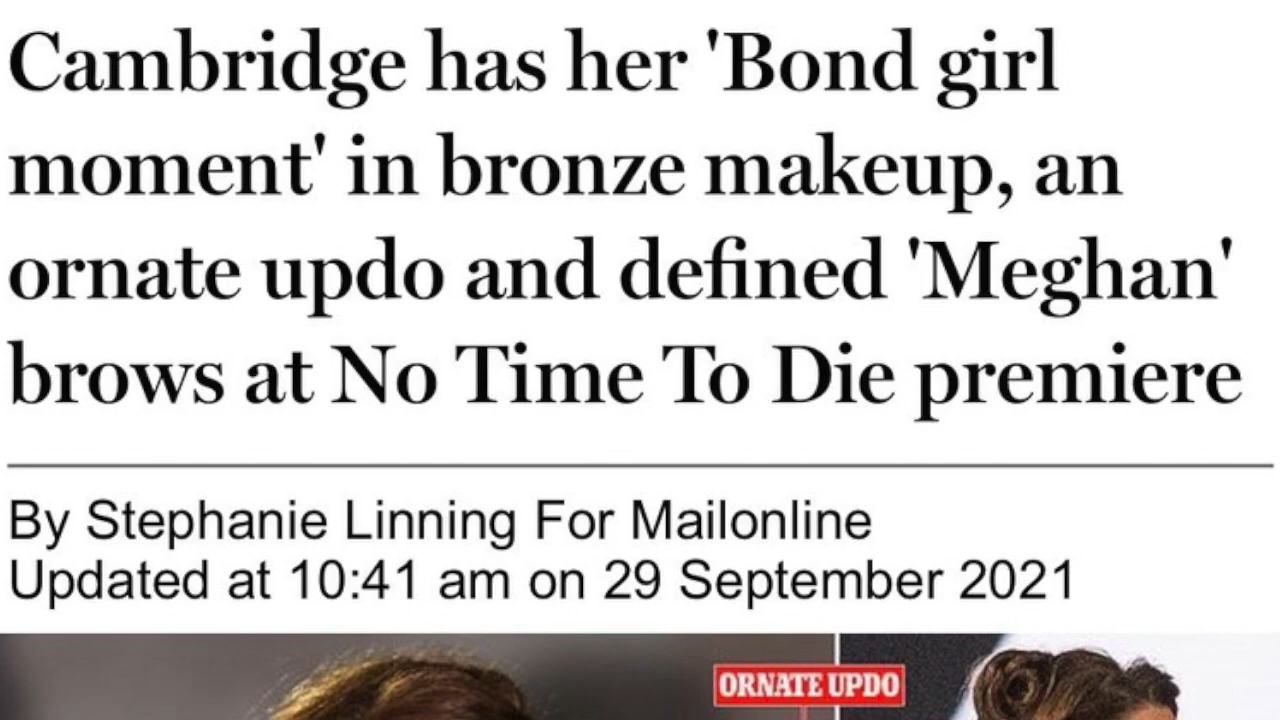 Cambridge has her 'Bond girl
moment' in bronze makeup, an
ornate updo and defined 'Meghan'
brows at No Time To Die premiere
By Stephanie Linning For Mailonline
Updated at 10:41 am on 29 September 2021
ORNATE UPDO